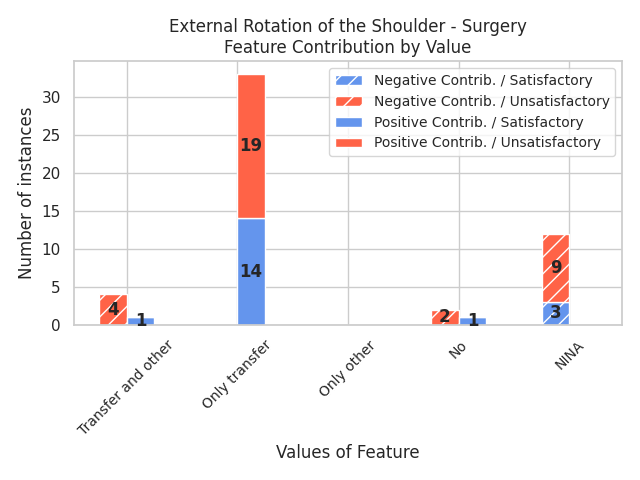 External Rotation of the Shoulder - Surgery
Feature Contribution by Value
Number of instances
30
25
20
15
10
5
0
Negative Contrib. / Satisfactory
Negative Contrib. / Unsatisfactory
Positive Contrib. / Satisfactory
Positive Contrib. / Unsatisfactory
4
1
19
14
2
1
9
3
Transfer and other
Only transfer
Only other
No
NINA
Values of Feature